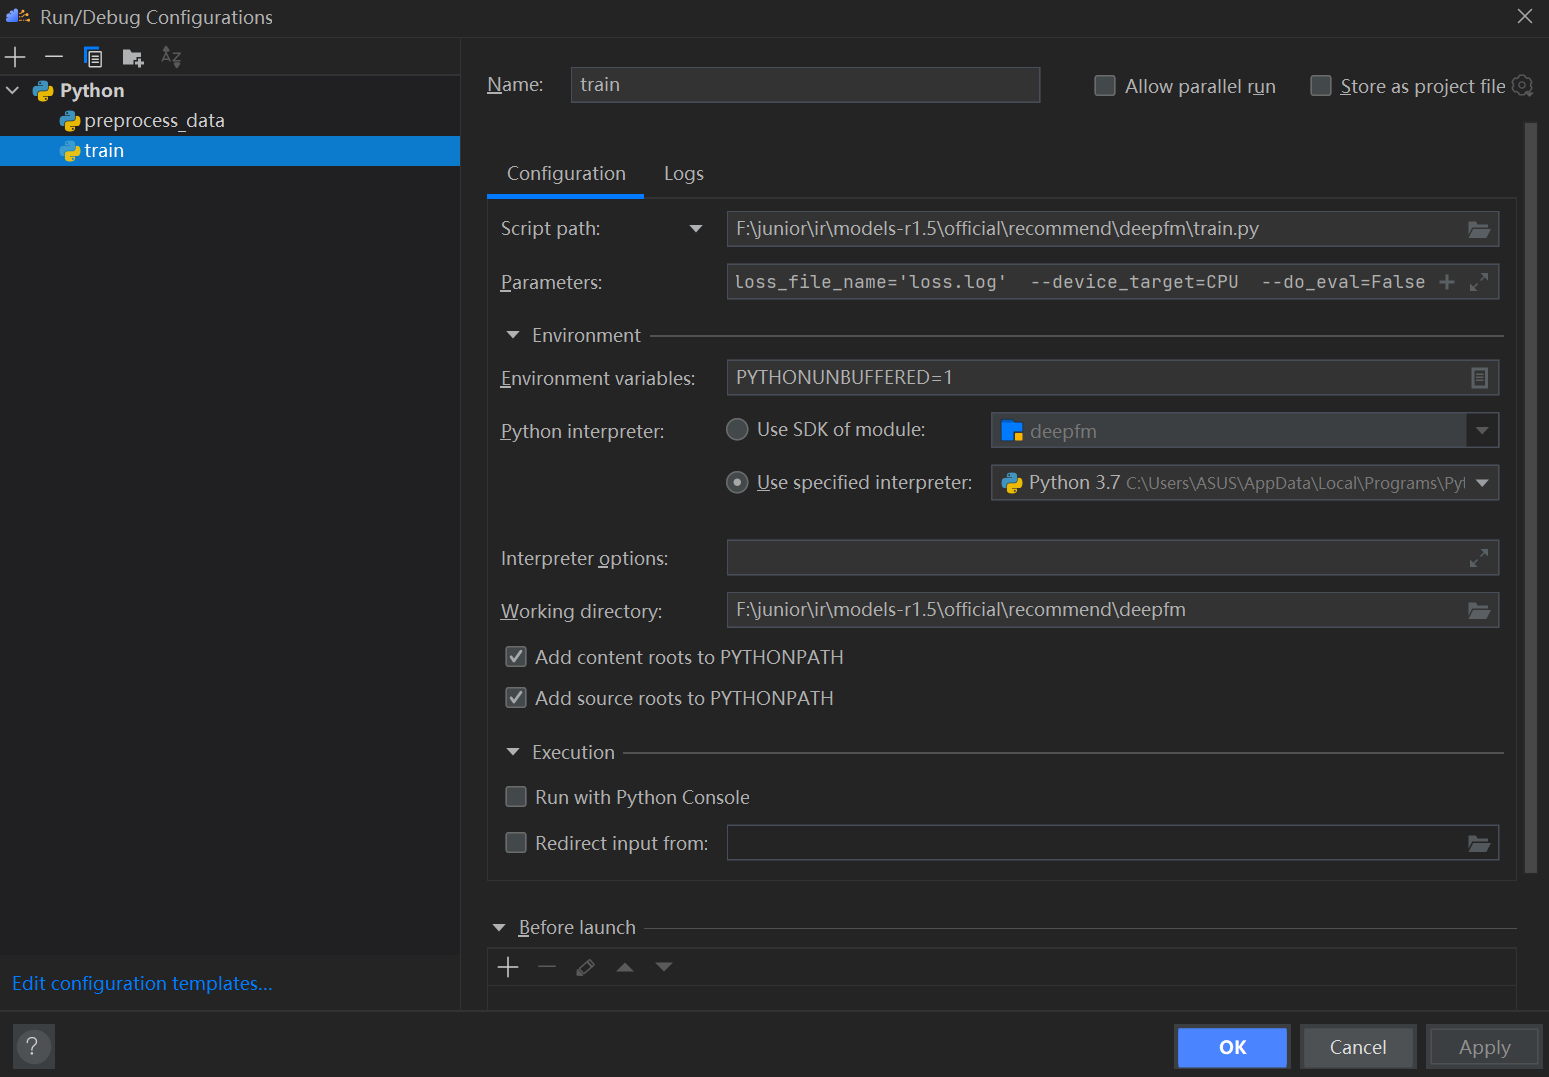 Run/Debug Configurations
Python
preprocess_data
train
Edit configuration templates...
Name: train
Allow parallel run
Store as project file
Configuration Logs
Script path: F:\junior\ir\models-r1.5\official\recommend\deepfm\train.py
Parameters: loss_file_name='loss.log' --device_target=CPU --do_eval=False
Environment
Environment variables: PYTHONUNBUFFERED=1
Python interpreter: Use SDK of module: deepfm
Use specified interpreter: Python 3.7 C:\Users\ASUS\AppData\Local\Programs\Pyt
Interpreter options:
Working directory: F:\junior\ir\models-r1.5\official\recommend\deepfm
Add content roots to PYTHONPATH
Add source roots to PYTHONPATH
Execution
Run with Python Console
Redirect input from:
Before launch
? OK Cancel Apply